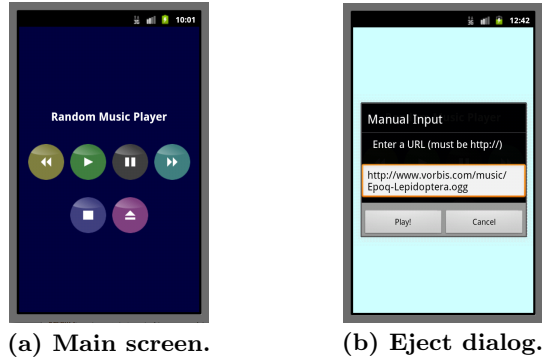 10:01
Random Music Player
(a) Main screen.
12:42
Manual Input
Enter a URL (must be http://)
http://www.vorbis.com/music/
Epoq-Lepidoptera.ogg
Play!
Cancel
(b) Eject dialog.